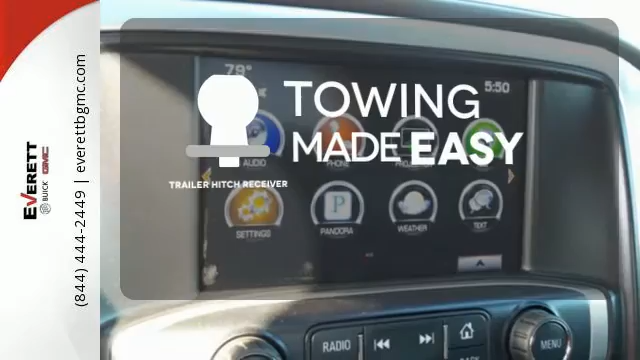 EVERETT
BUICK GMC
(844) 444-2449 | everettbgmc.com
79°
5:50
TOWING
MADE EASY
TRAILER HITCH RECEIVER
AUDIO
PHONE
SETTINGS
PANDORA
WEATHER
TEXT
RADIO
MENU